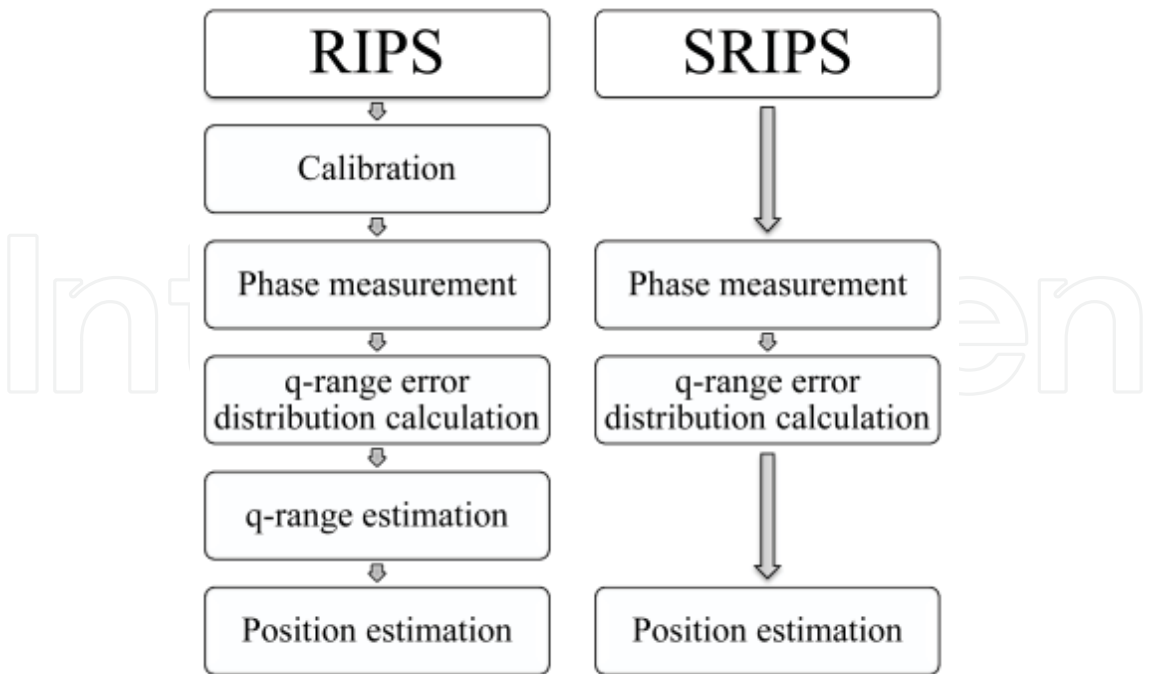 RIPS
Calibration
Phase measurement
q-range error
distribution calculation
q-range estimation
Position estimation
SRIPS
Phase measurement
q-range error
distribution calculation
Position estimation